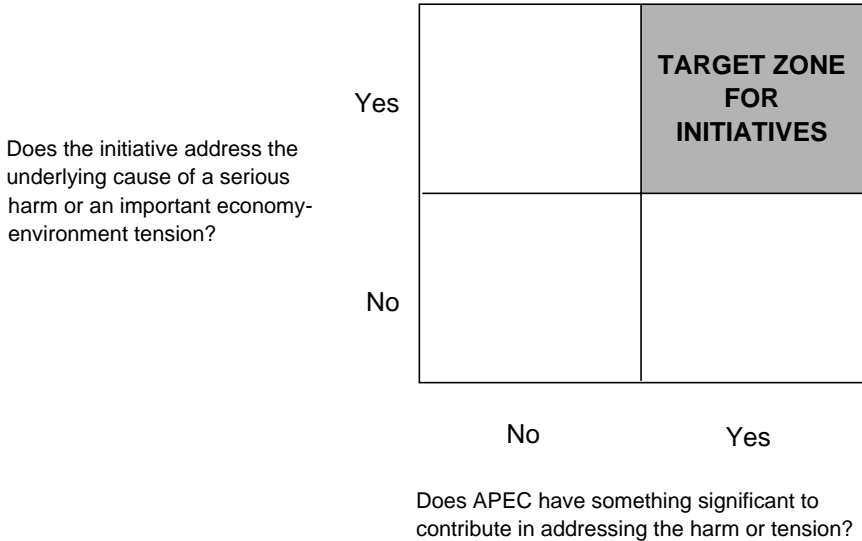 TARGET ZONE
FOR
INITIATIVES
Yes
Does the initiative address the
underlying cause of a serious
harm or an important economy-
environment tension?
No
No
Yes
Does APEC have something significant to
contribute in addressing the harm or tension?